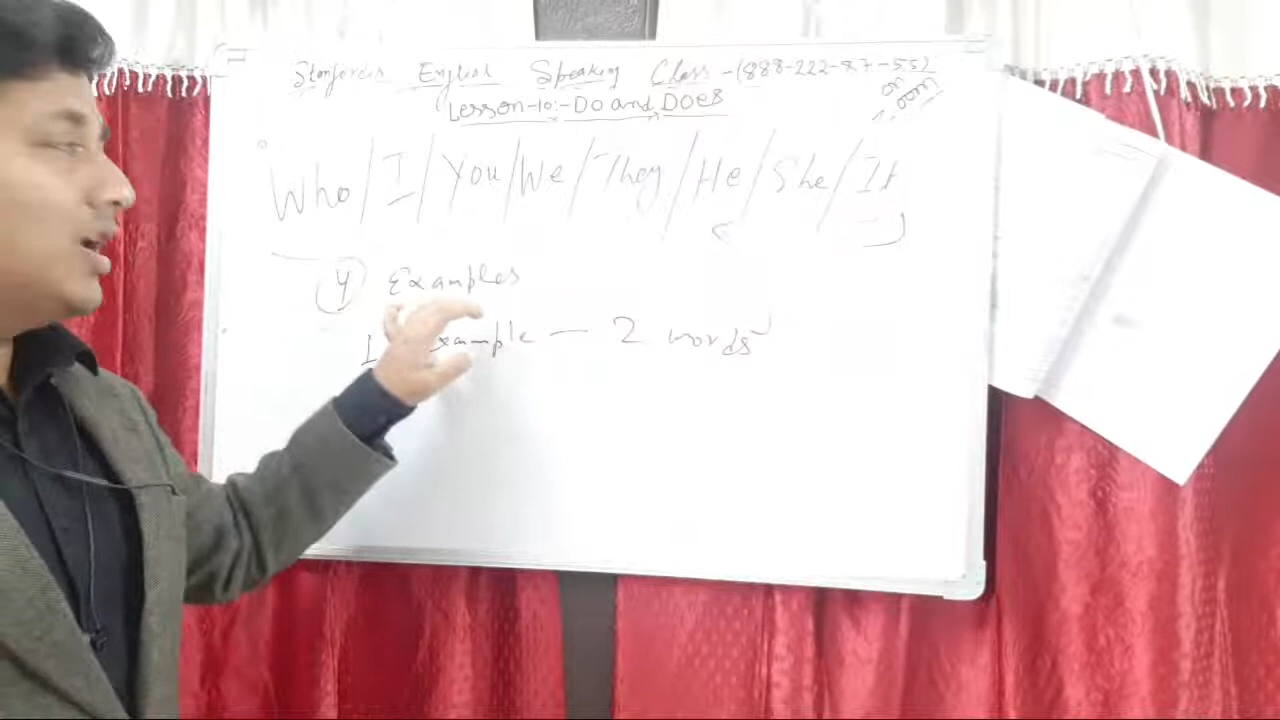 English Speaking Class - (888-222-87-55)
Lesson-10:- Do and DOES
Who / I / You / We / They / He / She / It
4 Examples
1 Example — 2 words